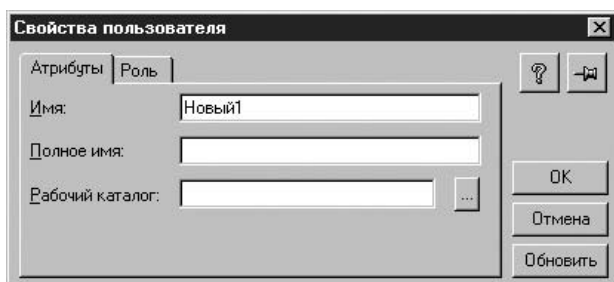 Свойства пользователя
Атрибуты Роль
Имя: Новый1
Полное имя:
Рабочий каталог: ...
OK
Отмена
Обновить